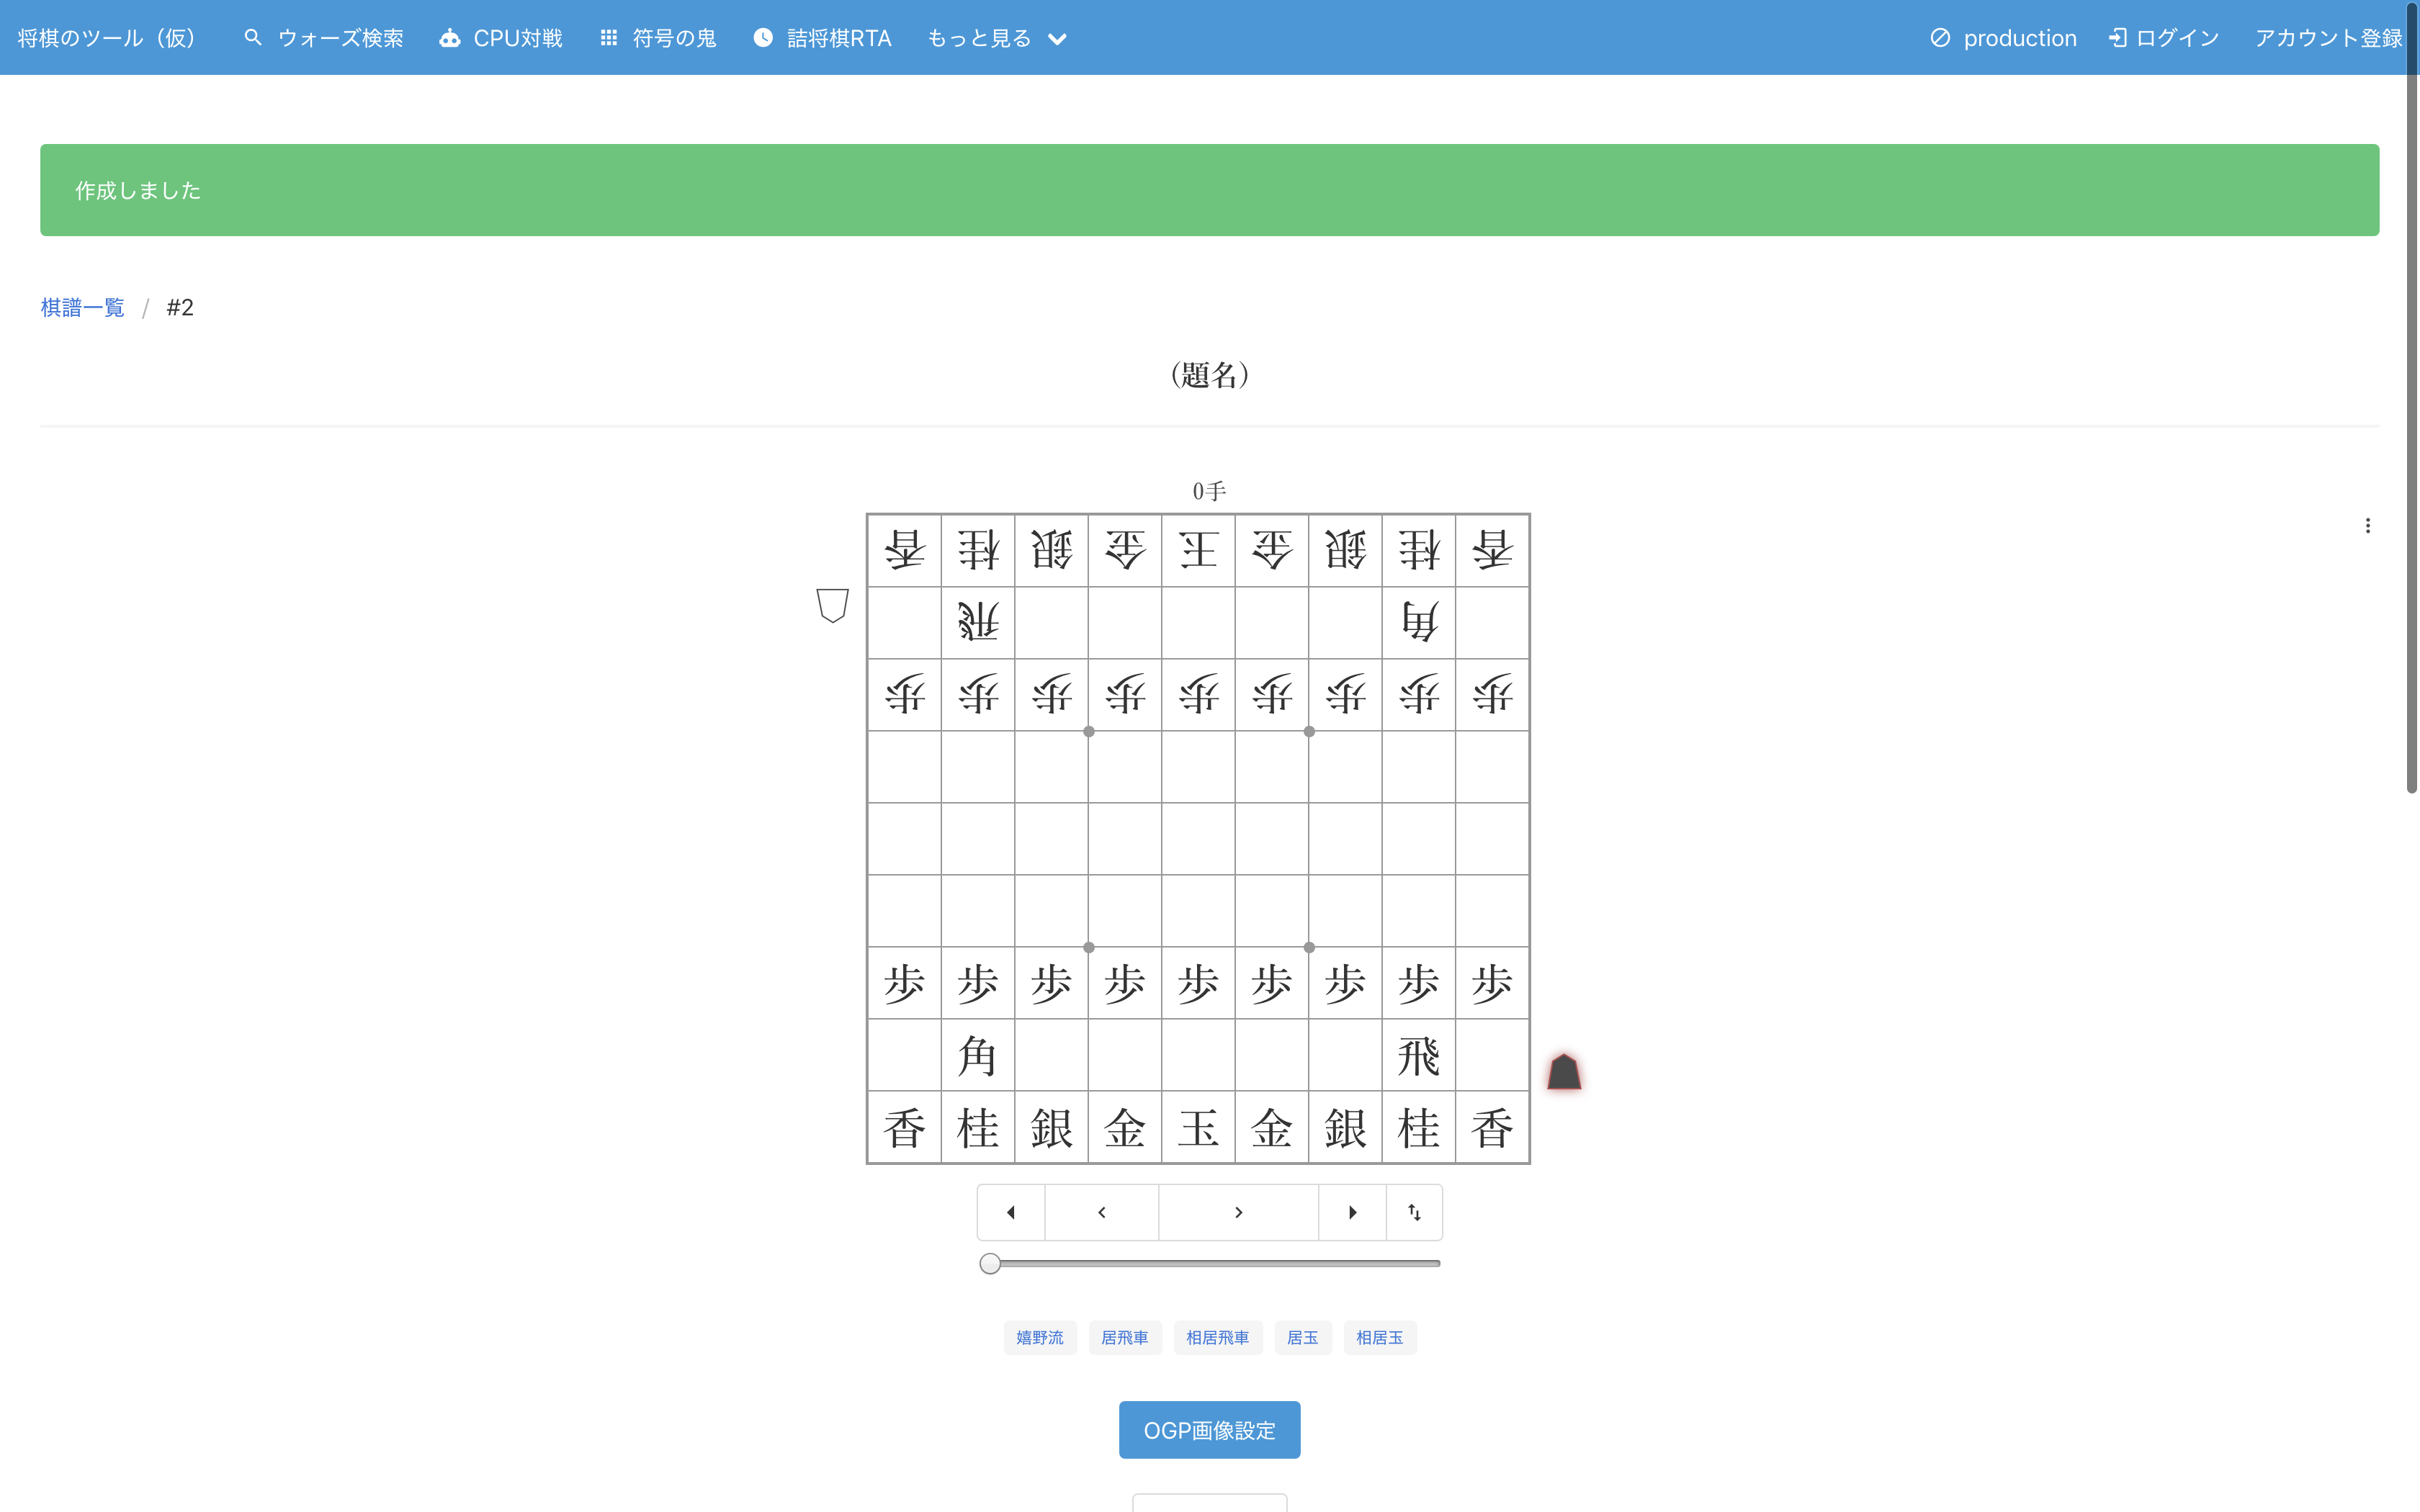 将棋のツール（仮） ウォーズ検索 CPU対戦 符号の鬼 詰将棋RTA もっと見る production ログイン アカウント登録
作成しました
棋譜一覧 / #2
（題名）
0手
香 桂 銀 金 王 金 銀 桂 香
飛 角
歩 歩 歩 歩 歩 歩 歩 歩 歩
歩 歩 歩 歩 歩 歩 歩 歩 歩
角 飛
香 桂 銀 金 玉 金 銀 桂 香
嬉野流 居飛車 相居飛車 居玉 相居玉
OGP画像設定